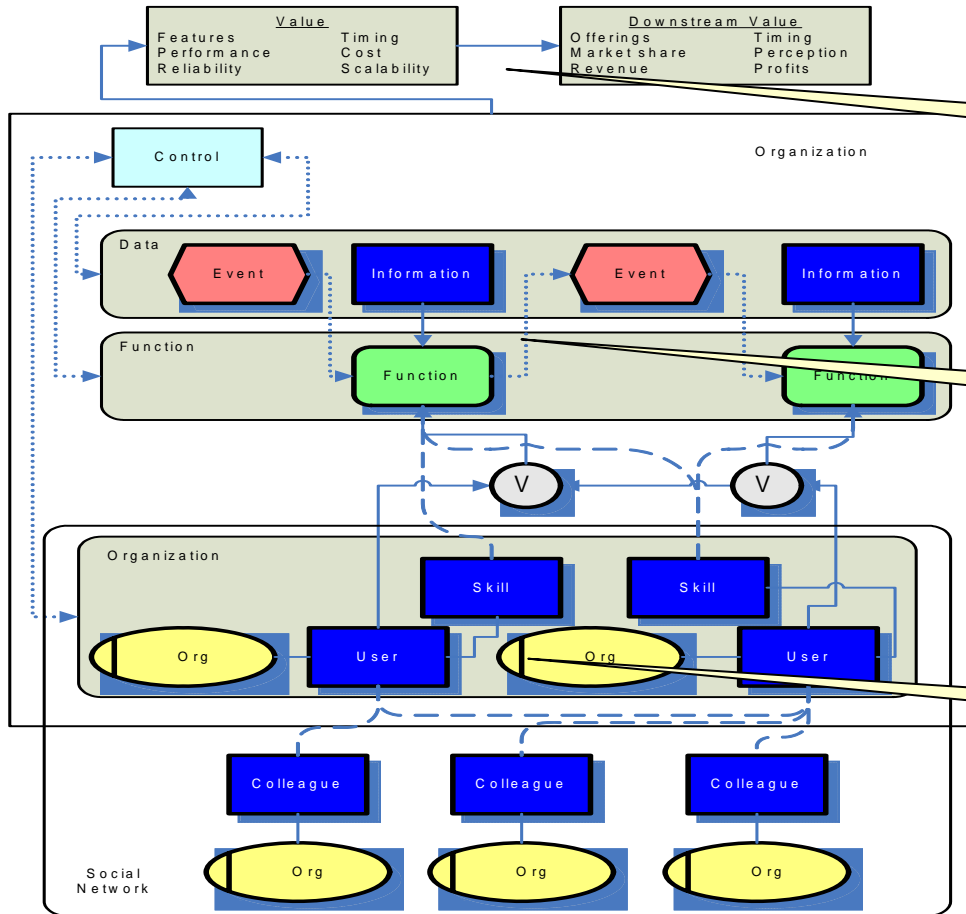 Value
Features Timing
Performance Cost
Reliability Scalability
Downstream Value
Offerings Timing
Market share Perception
Revenue Profits
Control
Organization
Data
Event
Information
Event
Information
Function
Function
Function
V
V
Organization
Skill
Skill
Org
User
Org
User
Colleague
Colleague
Colleague
Org
Org
Org
Social
Network